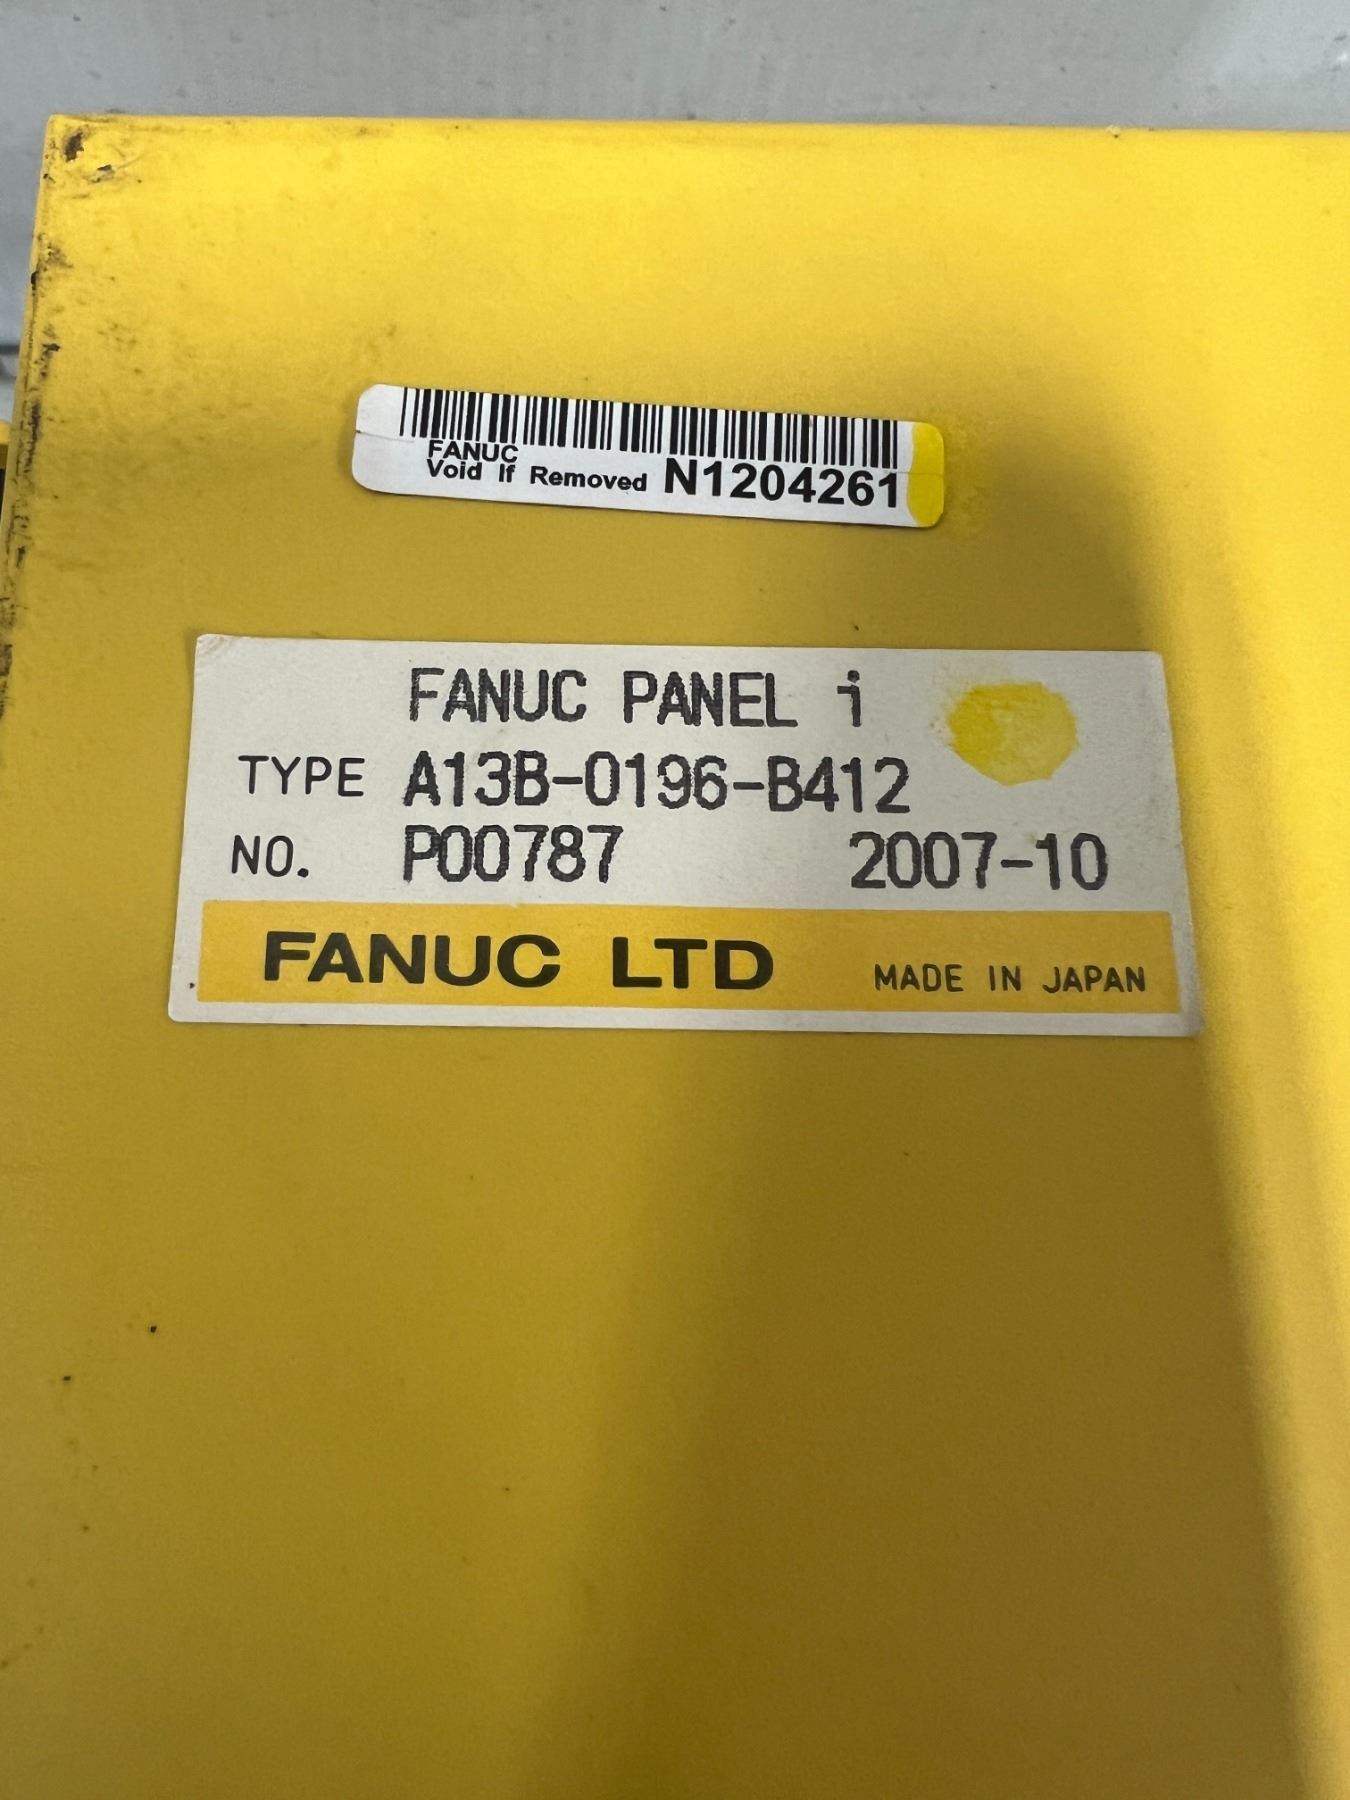 FANUC
Void If Removed N1204261
FANUC PANEL i
TYPE A13B-0196-B412
NO. P00787 2007-10
FANUC LTD MADE IN JAPAN